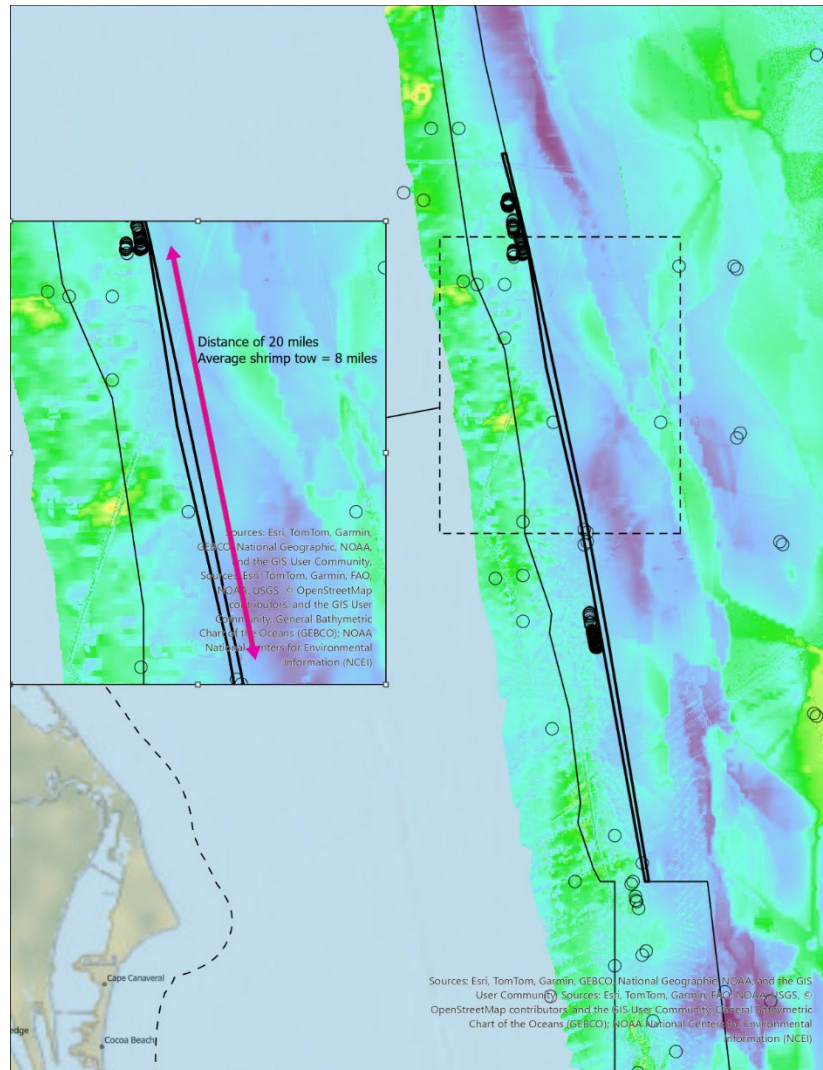 Distance of 20 miles
Average shrimp tow = 8 miles
Sources: Esri, TomTom, Garmin,
GEBCO, National Geographic, NOAA,
and the GIS User Community,
Sources: Esri, TomTom, Garmin, FAO,
NOAA, USGS, © OpenStreetMap
contributors, and the GIS User
Community, General Bathymetric
Chart of the Oceans (GEBCO); NOAA
National Centers for Environmental
Information (NCEI)
Cape Canaveral
edge
Cocoa Beach
Sources: Esri, TomTom, Garmin, GEBCO, National Geographic, NOAA, and the GIS
User Community, Sources: Esri, TomTom, Garmin, FAO, NOAA, USGS, ©
OpenStreetMap contributors, and the GIS User Community, General Bathymetric
Chart of the Oceans (GEBCO); NOAA National Centers for Environmental
Information (NCEI)